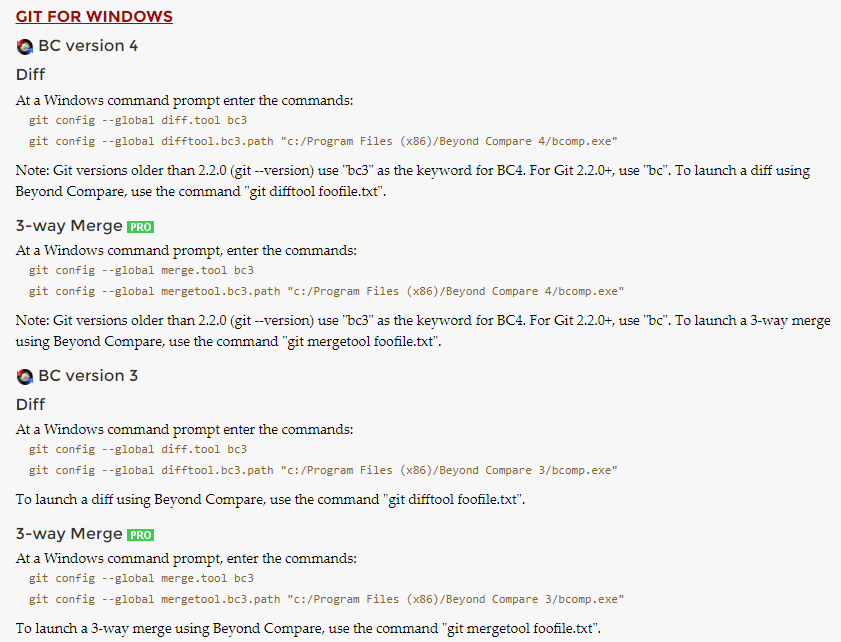 GIT FOR WINDOWS
BC version 4
Diff
At a Windows command prompt enter the commands:
git config --global diff.tool bc3
git config --global difftool.bc3.path "c:/Program Files (x86)/Beyond Compare 4/bcomp.exe"
Note: Git versions older than 2.2.0 (git --version) use "bc3" as the keyword for BC4. For Git 2.2.0+, use "bc". To launch a diff using
Beyond Compare, use the command "git difftool foofile.txt".
3-way Merge PRO
At a Windows command prompt, enter the commands:
git config --global merge.tool bc3
git config --global mergetool.bc3.path "c:/Program Files (x86)/Beyond Compare 4/bcomp.exe"
Note: Git versions older than 2.2.0 (git --version) use "bc3" as the keyword for BC4. For Git 2.2.0+, use "bc". To launch a 3-way merge
using Beyond Compare, use the command "git mergetool foofile.txt".
BC version 3
Diff
At a Windows command prompt enter the commands:
git config --global diff.tool bc3
git config --global difftool.bc3.path "c:/Program Files (x86)/Beyond Compare 3/bcomp.exe"
To launch a diff using Beyond Compare, use the command "git difftool foofile.txt".
3-way Merge PRO
At a Windows command prompt, enter the commands:
git config --global merge.tool bc3
git config --global mergetool.bc3.path "c:/Program Files (x86)/Beyond Compare 3/bcomp.exe"
To launch a 3-way merge using Beyond Compare, use the command "git mergetool foofile.txt".